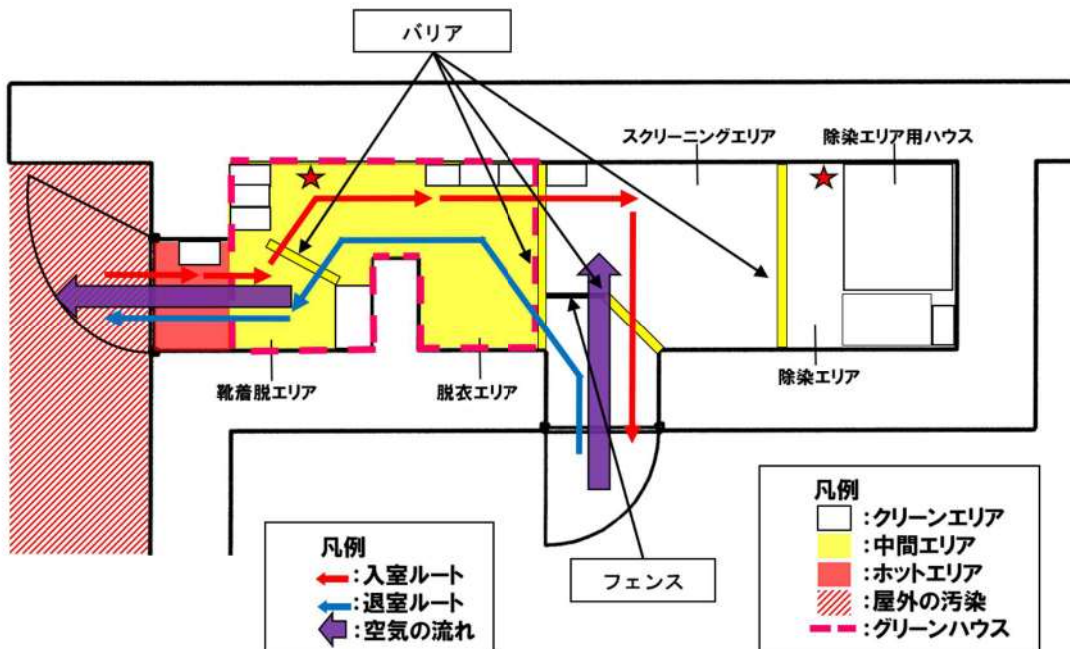 バリア
スクリーニングエリア
除染エリア用ハウス
靴着脱エリア
脱衣エリア
除染エリア
フェンス
凡例
:入室ルート
:退室ルート
:空気の流れ
凡例
:クリーンエリア
:中間エリア
:ホットエリア
:屋外の汚染
:グリーンハウス